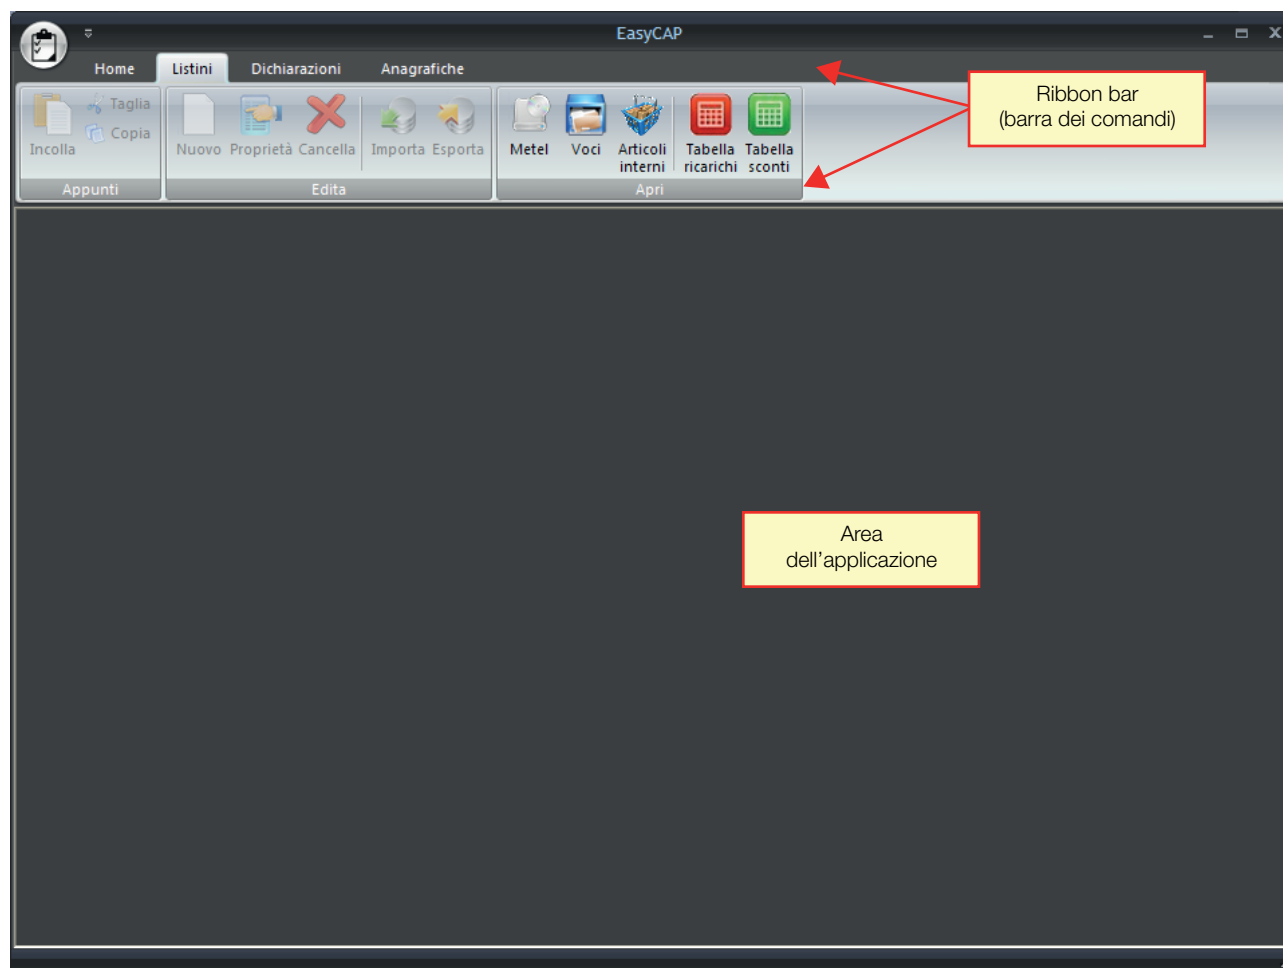 EasyCAP
Home Listini Dichiarazioni Anagrafiche
Ribbon bar
(barra dei comandi)
Incolla
Taglia
Copia
Appunti
Nuovo Proprietà Cancella Importa Esporta
Edita
Metel Voci Articoli interni Tabella ricarichi Tabella sconti
Apri
Area
dell’applicazione